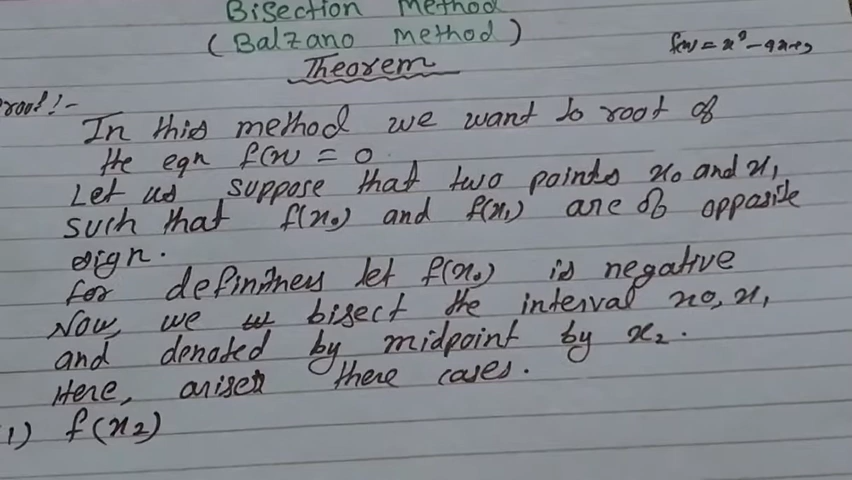 Bisection Method
(Balzano Method)
Theorem
Proof :-
In this method we want to root of
the eqn f(x) = 0
Let us suppose that two points x₀ and x₁
such that f(x₀) and f(x₁) are of opposite
sign.
for definitness let f(x₀) is negative
Now, we bisect the interval x₀, x₁
and denoted by midpoint by x₂.
Here, arises there cases.
1) f(x₂)